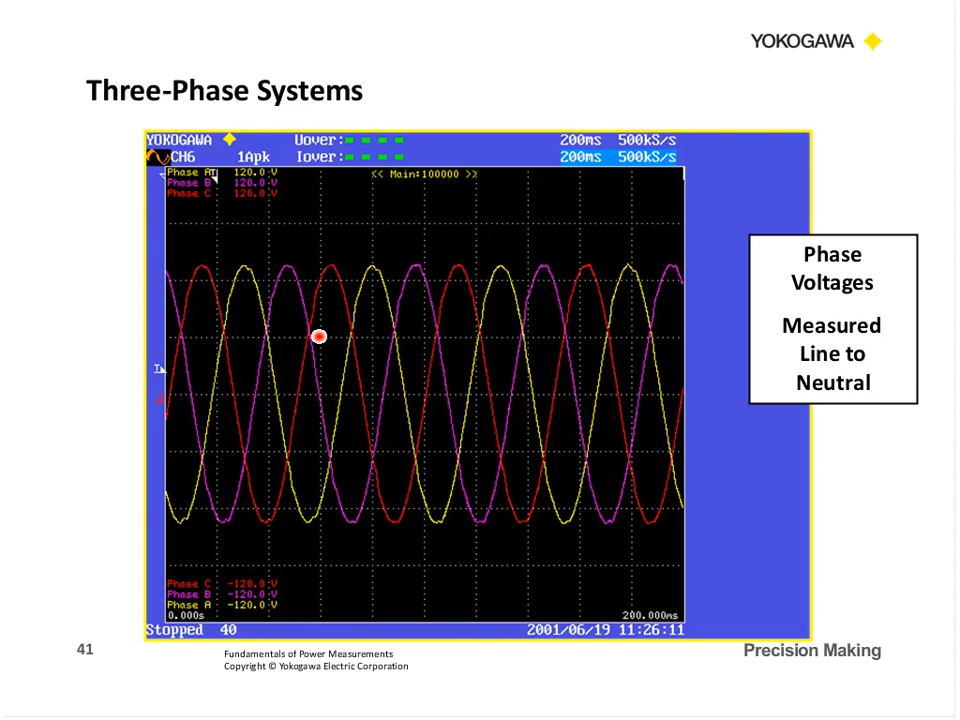 YOKOGAWA
Three-Phase Systems
YOKOGAWA Uover: 200ms 500kS/s
CH6 1Apk Iover: 200ms 500kS/s
Phase A 120.0 V << Main:100000 >>
Phase B 120.0 V
Phase C 120.0 V
T
Phase
Voltages
Measured
Line to
Neutral
Phase C -120.0 V
Phase B -120.0 V
Phase A -120.0 V
0.000s 200.000ms
Stopped 40 2001/06/19 11:26:11
41
Fundamentals of Power Measurements
Copyright © Yokogawa Electric Corporation
Precision Making